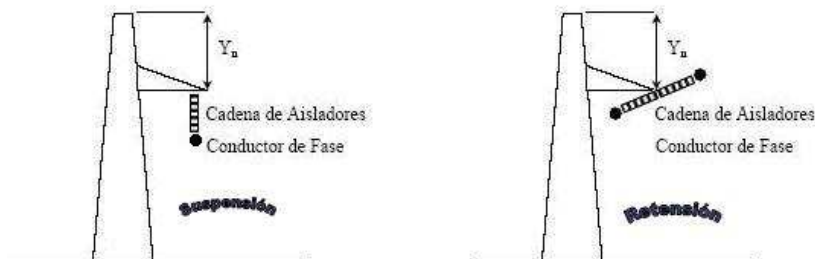 Yn
Cadena de Aisladores
Conductor de Fase
Suspensión
Yn
Cadena de Aisladores
Conductor de Fase
Retensión